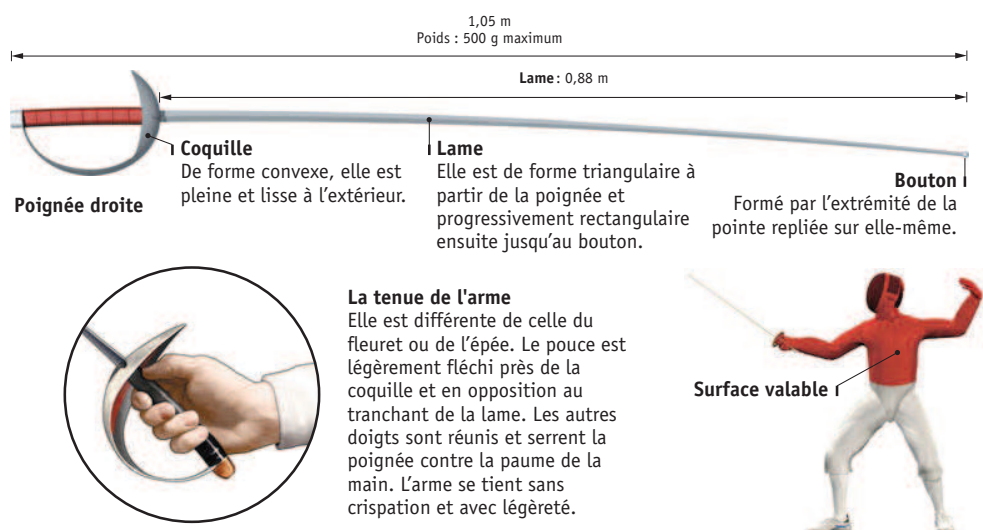 1,05 m
Poids : 500 g maximum
Lame : 0,88 m
Coquille
De forme convexe, elle est
pleine et lisse à l’extérieur.
Poignée droite
Lame
Elle est de forme triangulaire à
partir de la poignée et
progressivement rectangulaire
ensuite jusqu’au bouton.
Bouton
Formé par l’extrémité de la
pointe repliée sur elle-même.
La tenue de l'arme
Elle est différente de celle du
fleuret ou de l’épée. Le pouce est
légèrement fléchi près de la
coquille et en opposition au
tranchant de la lame. Les autres
doigts sont réunis et serrent la
poignée contre la paume de la
main. L’arme se tient sans
crispation et avec légèreté.
Surface valable